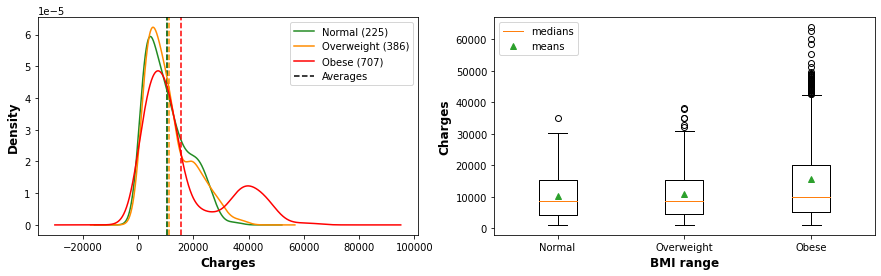 1e−5
6
5
4
3
2
1
0
Density
−20000 0 20000 40000 60000 80000 100000
Charges
Normal (225)
Overweight (386)
Obese (707)
Averages
60000
50000
40000
30000
20000
10000
0
Charges
medians
means
Normal Overweight Obese
BMI range